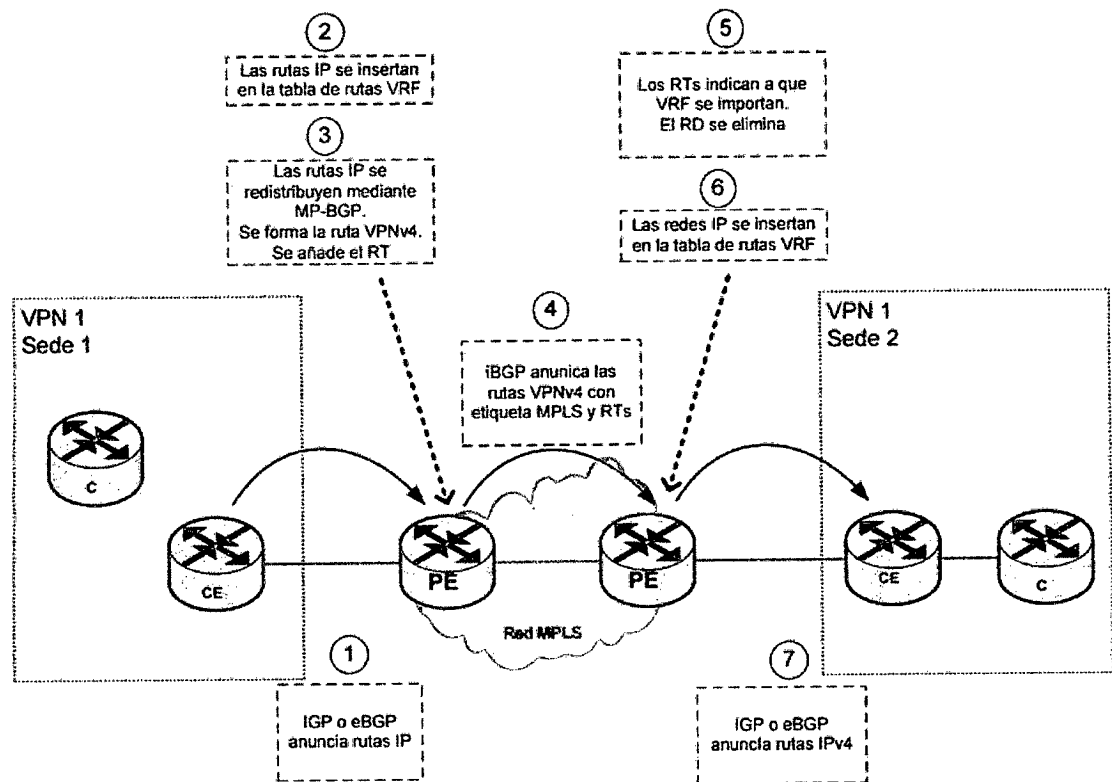 2
Las rutas IP se insertan
en la tabla de rutas VRF
3
Las rutas IP se
redistribuyen mediante
MP-BGP.
Se forma la ruta VPNv4.
Se añade el RT
5
Los RTs indican a que
VRF se importan.
El RD se elimina
6
Las redes IP se insertan
en la tabla de rutas VRF
VPN 1
Sede 1
4
iBGP anunica las
rutas VPNv4 con
etiqueta MPLS y RTs
VPN 1
Sede 2
C
CE
PE
PE
CE
C
Red MPLS
1
IGP o eBGP
anuncia rutas IP
7
IGP o eBGP
anuncia rutas IPv4